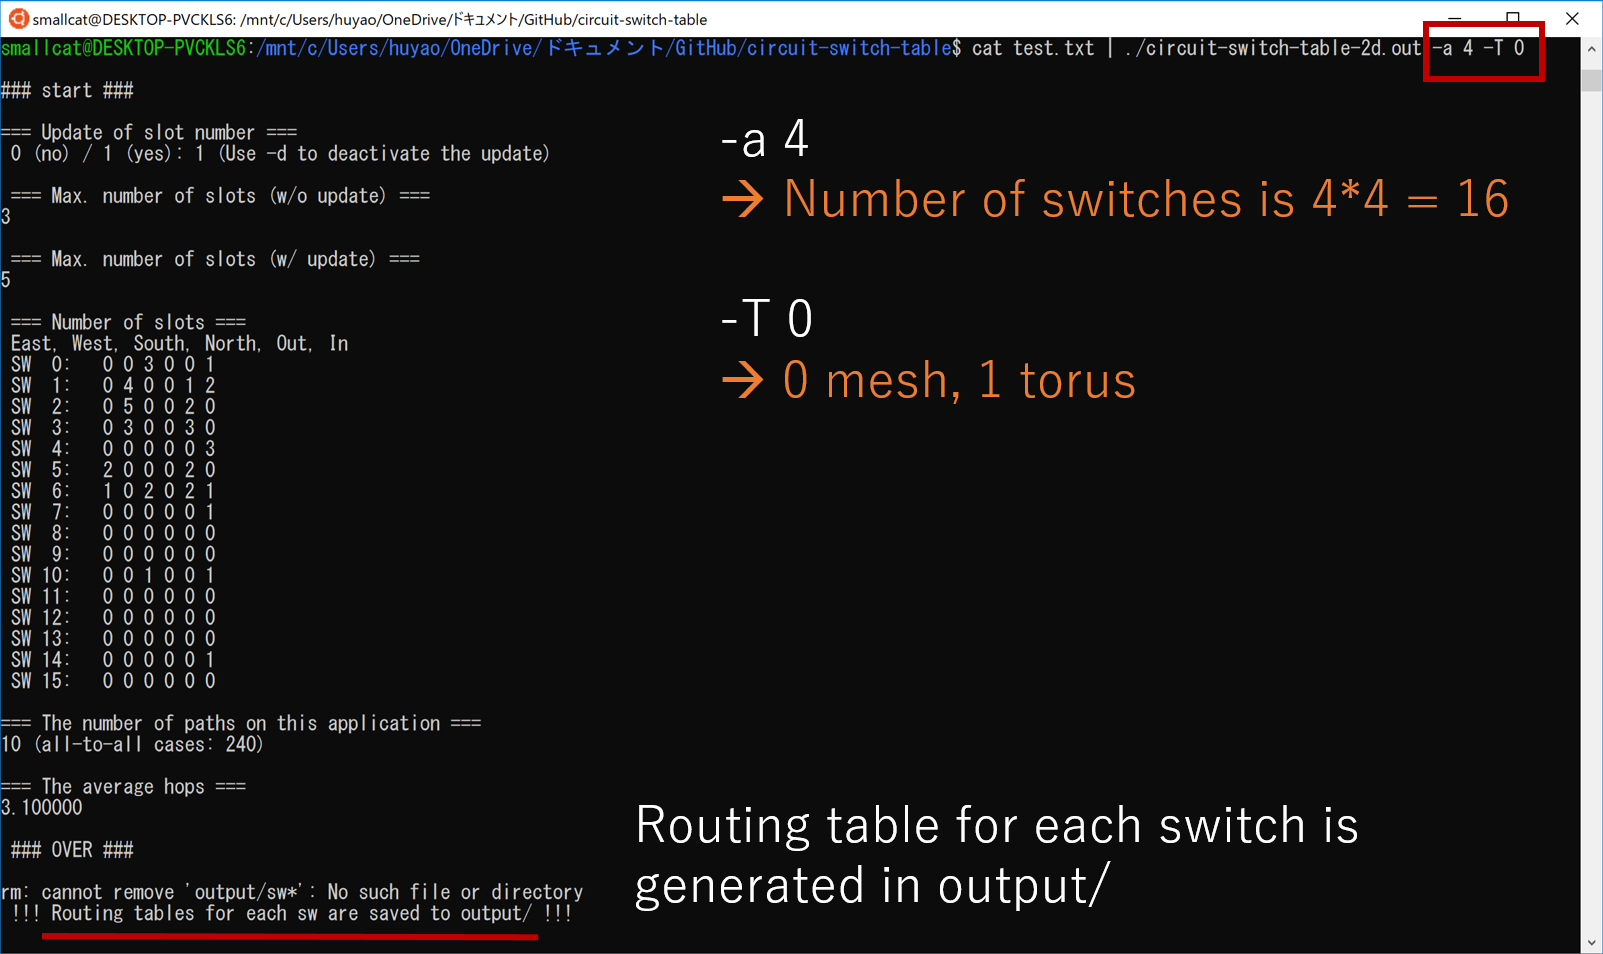 smallcat@DESKTOP-PVCKLS6: /mnt/c/Users/huyao/OneDrive/ドキュメント/GitHub/circuit-switch-table
smallcat@DESKTOP-PVCKLS6:/mnt/c/Users/huyao/OneDrive/ドキュメント/GitHub/circuit-switch-table$ cat test.txt | ./circuit-switch-table-2d.out -a 4 -T 0
### start ###
=== Update of slot number ===
0 (no) / 1 (yes): 1 (Use -d to deactivate the update)
=== Max. number of slots (w/o update) ===
3
=== Max. number of slots (w/ update) ===
5
=== Number of slots ===
East, West, South, North, Out, In
SW 0: 0 0 3 0 0 1
SW 1: 0 4 0 0 1 2
SW 2: 0 5 0 0 2 0
SW 3: 0 3 0 0 3 0
SW 4: 0 0 0 0 0 3
SW 5: 2 0 0 0 2 0
SW 6: 1 0 2 0 2 1
SW 7: 0 0 0 0 0 1
SW 8: 0 0 0 0 0 0
SW 9: 0 0 0 0 0 0
SW 10: 0 0 1 0 0 1
SW 11: 0 0 0 0 0 0
SW 12: 0 0 0 0 0 0
SW 13: 0 0 0 0 0 0
SW 14: 0 0 0 0 0 1
SW 15: 0 0 0 0 0 0
=== The number of paths on this application ===
10 (all-to-all cases: 240)
=== The average hops ===
3.100000
### OVER ###
rm: cannot remove 'output/sw*': No such file or directory
!!! Routing tables for each sw are saved to output/ !!!
-a 4
→ Number of switches is 4*4 = 16
-T 0
→ 0 mesh, 1 torus
Routing table for each switch is
generated in output/